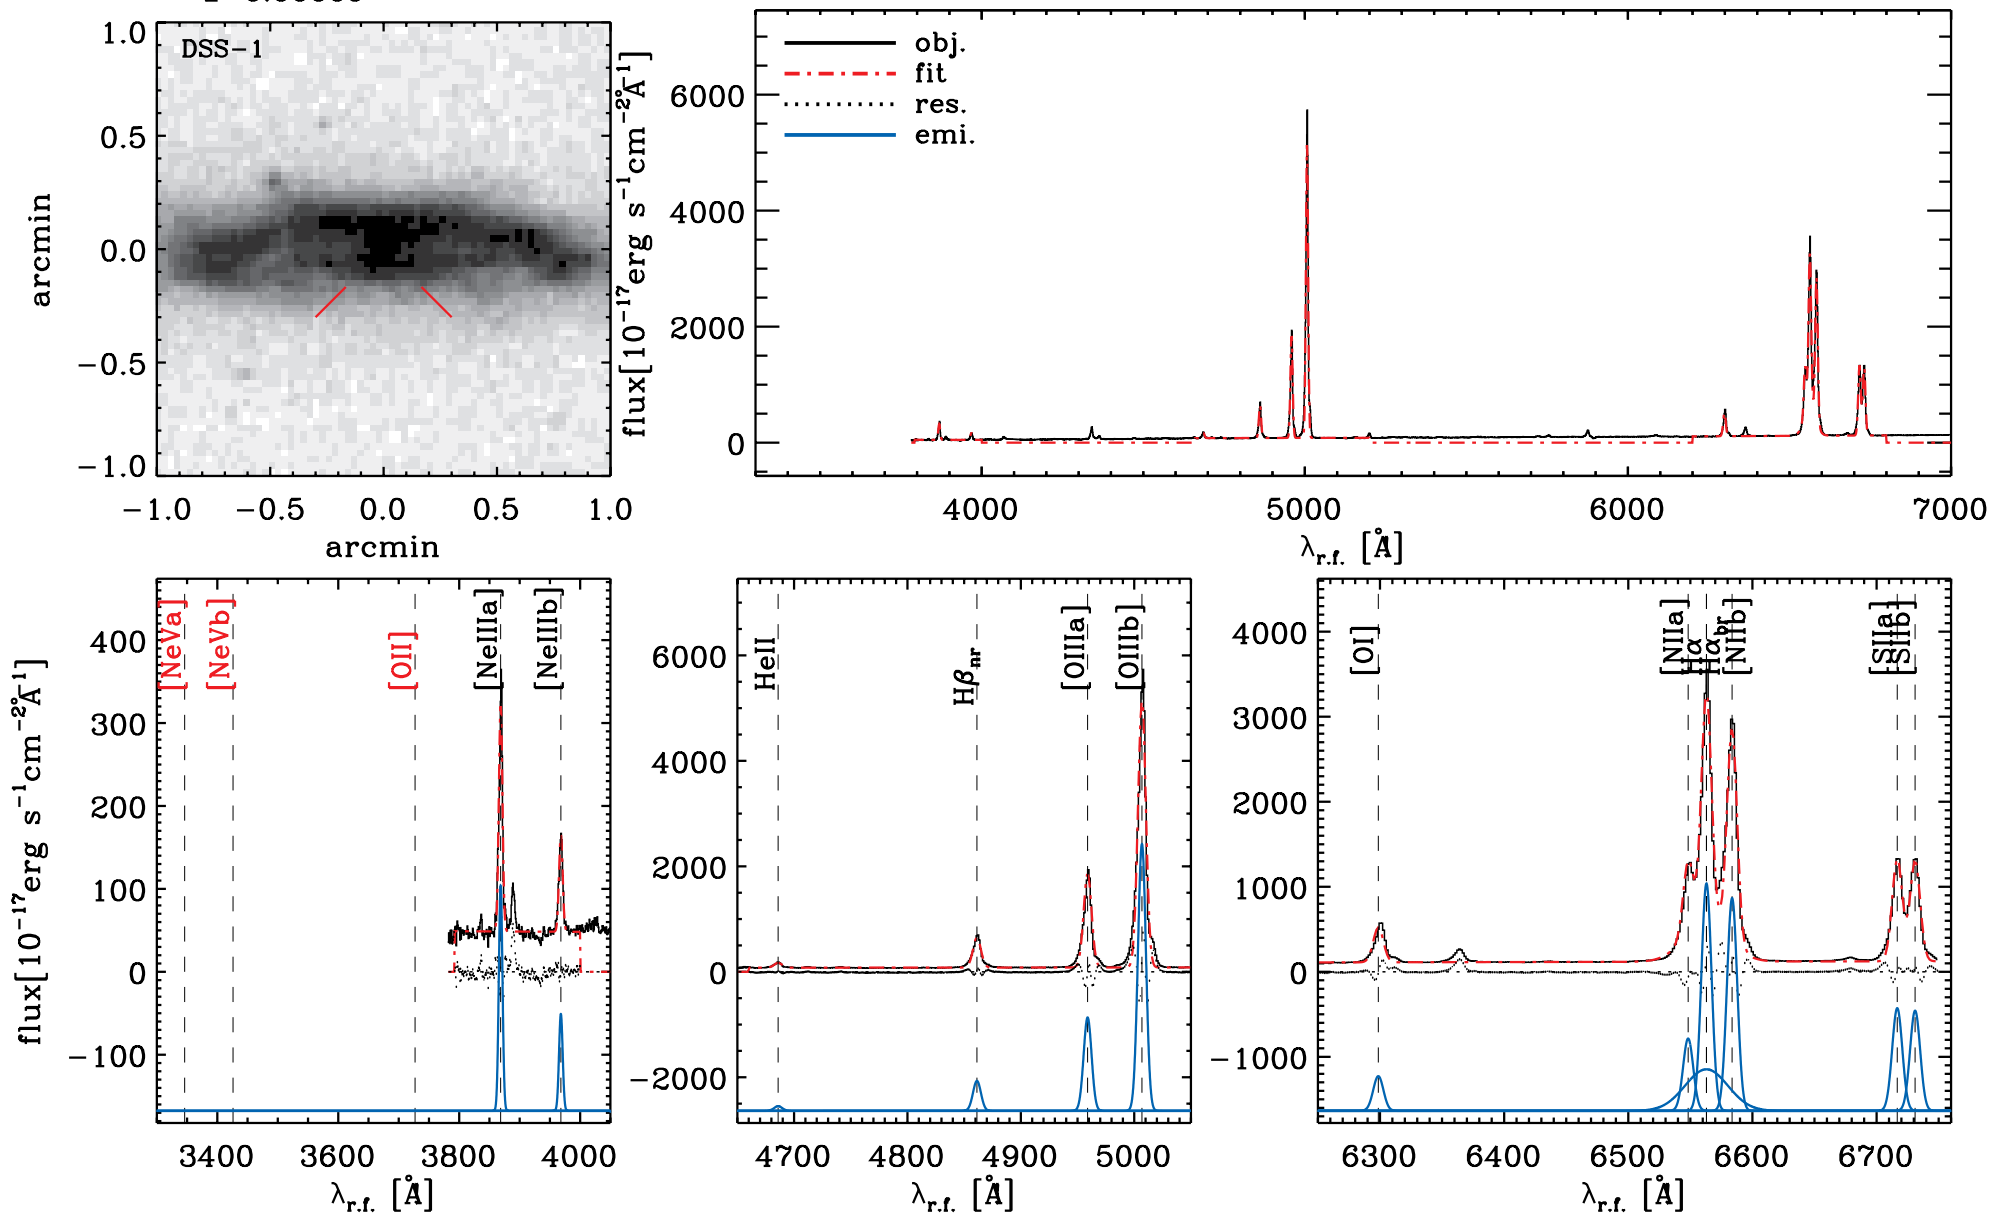 DSS-1
1.0
0.5
0.0
-0.5
-1.0
-1.0 -0.5 0.0 0.5 1.0
arcmin
arcmin
flux[10⁻¹⁷erg s⁻¹cm⁻²Å⁻¹]
obj.
fit
res.
emi.
6000
4000
2000
0
4000 5000 6000 7000
λr.f. [Å]
flux[10⁻¹⁷erg s⁻¹cm⁻²Å⁻¹]
400
300
200
100
0
-100
[NeVa] [NeVb] [OII] [NeIIIa] [NeIIIb]
3400 3600 3800 4000
λr.f. [Å]
6000
4000
2000
0
-2000
HeII Hβnr [OIIIa] [OIIIb]
4700 4800 4900 5000
λr.f. [Å]
4000
3000
2000
1000
0
-1000
[OI] [NIIa] Hα Hαbr [NIIb] [SIIa] [SIIb]
6300 6400 6500 6600 6700
λr.f. [Å]